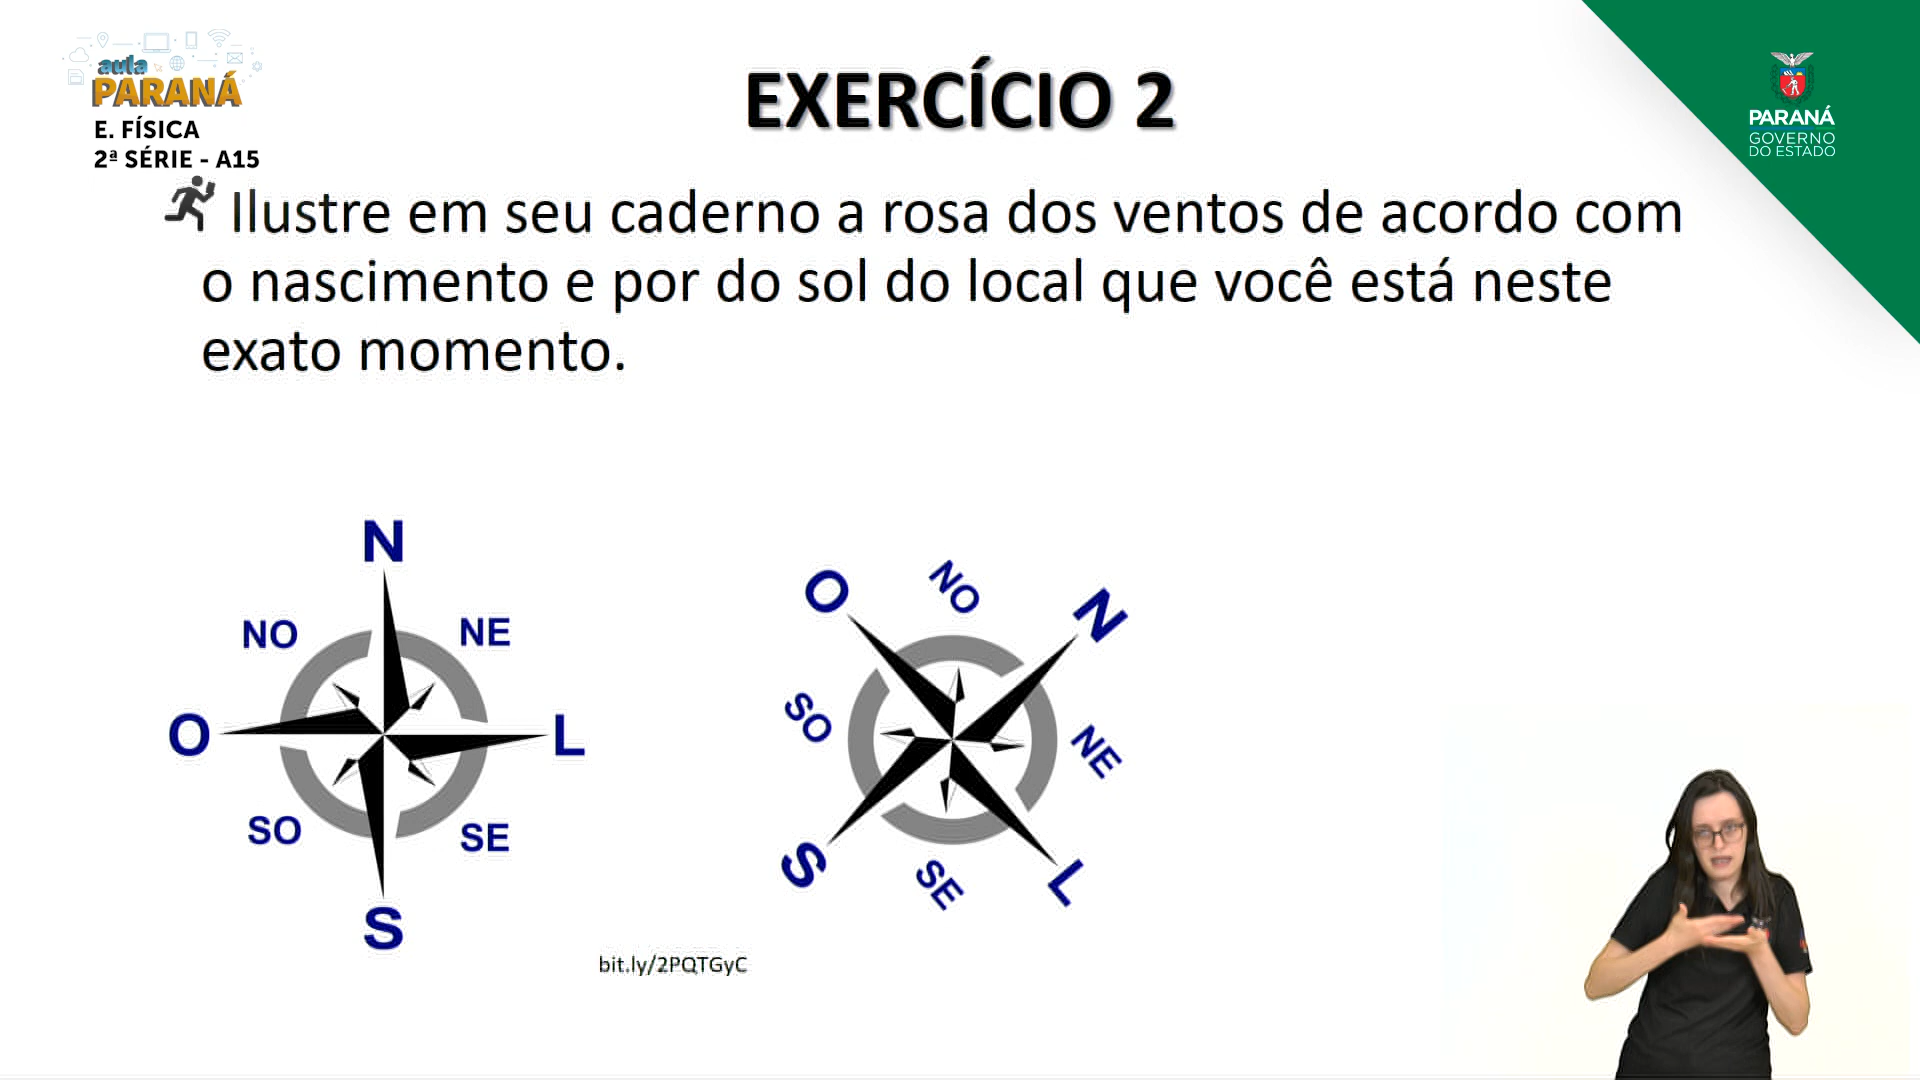 aula
PARANÁ
E. FÍSICA
2ª SÉRIE - A15
EXERCÍCIO 2
PARANÁ
GOVERNO
DO ESTADO
Ilustre em seu caderno a rosa dos ventos de acordo com
o nascimento e por do sol do local que você está neste
exato momento.
N
NO NE
O L
SO SE
S
NO
O N
SO NE
S L
SE
bit.ly/2PQTGyC